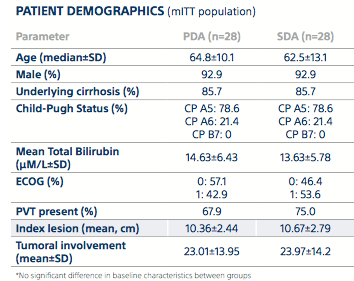 PATIENT DEMOGRAPHICS (mITT population)
Parameter PDA (n=28) SDA (n=28)
Age (median±SD) 64.8±10.1 62.5±13.1
Male (%) 92.9 92.9
Underlying cirrhosis (%) 85.7 85.7
Child-Pugh Status (%) CP A5: 78.6 CP A5: 78.6
CP A6: 21.4 CP A6: 21.4
CP B7: 0 CP B7: 0
Mean Total Bilirubin 14.63±6.43 13.63±5.78
(µM/L±SD)
ECOG (%) 0: 57.1 0: 46.4
1: 42.9 1: 53.6
PVT present (%) 67.9 75.0
Index lesion (mean, cm) 10.36±2.44 10.67±2.79
Tumoral involvement 23.01±13.95 23.97±14.2
(mean±SD)
*No significant difference in baseline characteristics between groups